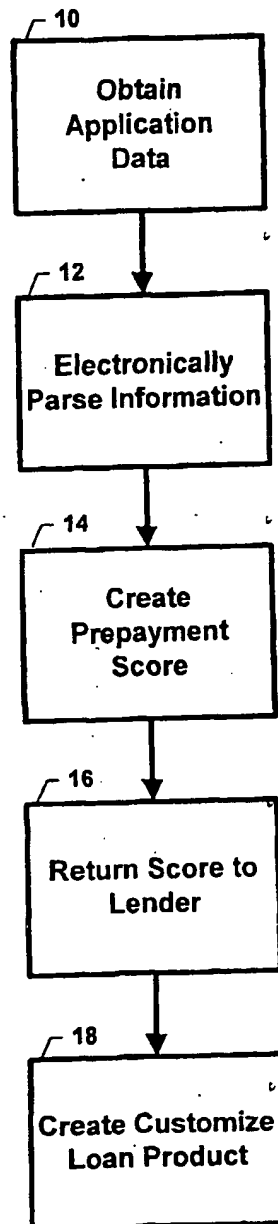 10
Obtain
Application
Data
12
Electronically
Parse Information
14
Create
Prepayment
Score
16
Return Score to
Lender
18
Create Customize
Loan Product